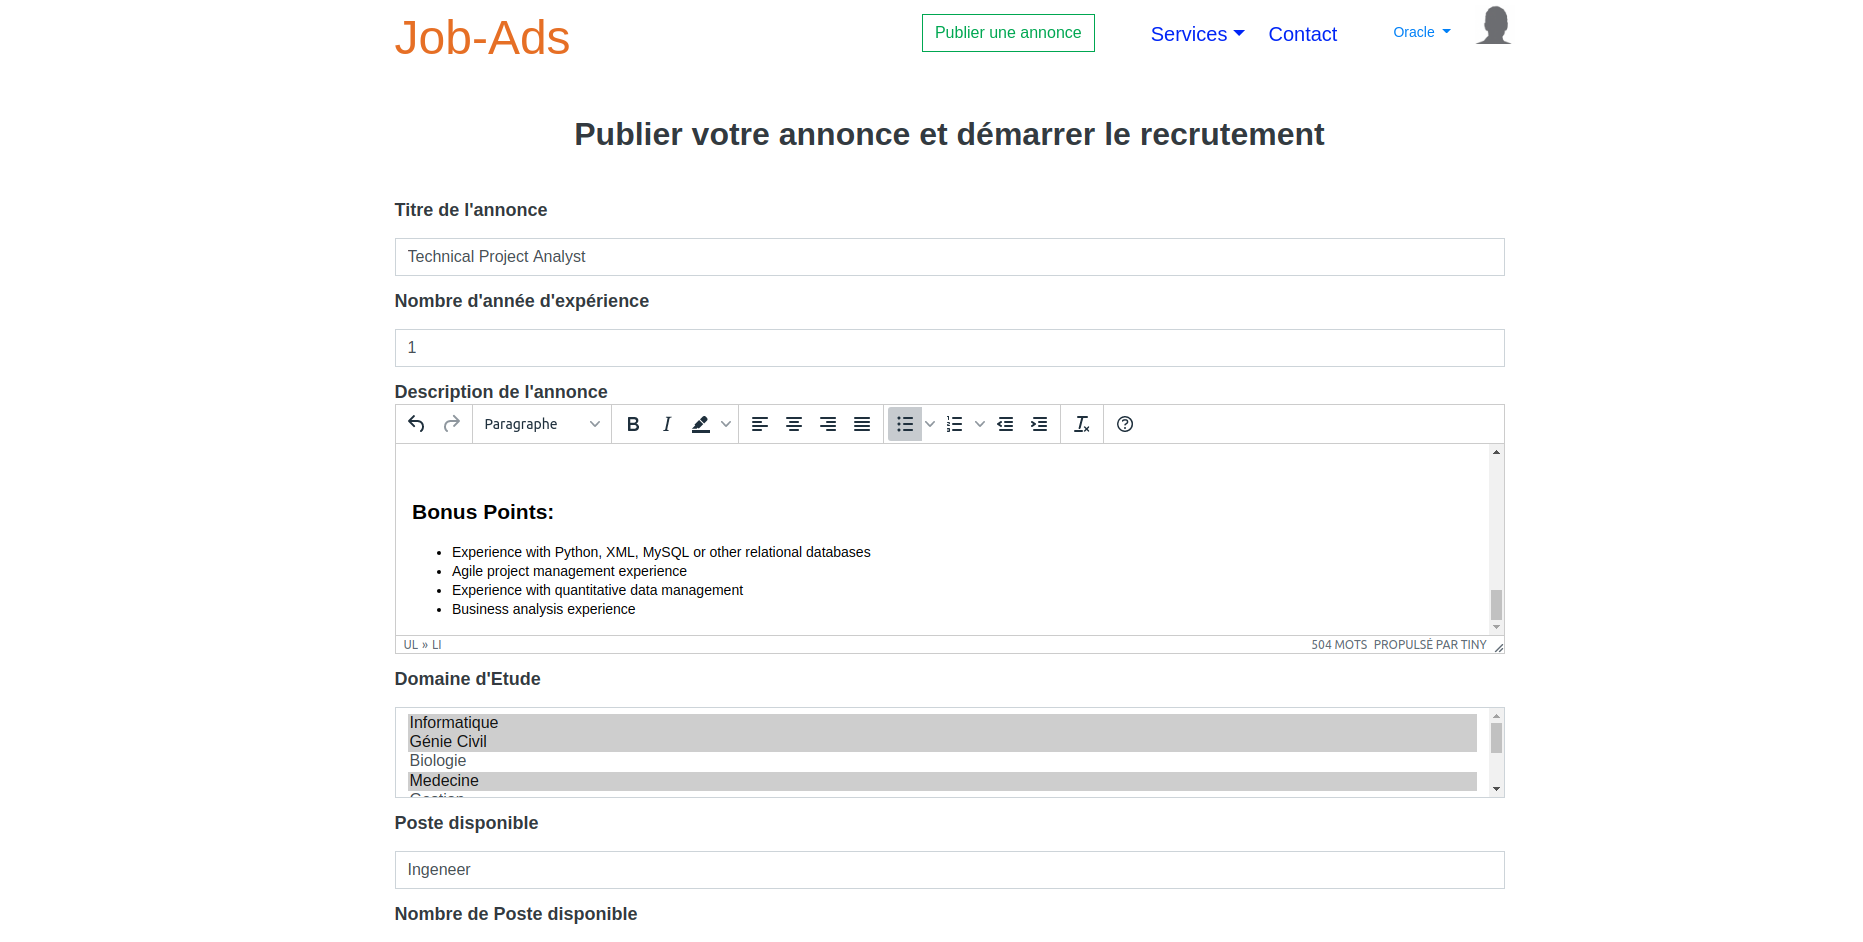 Job-Ads
Publier une annonce
Services
Contact
Oracle
Publier votre annonce et démarrer le recrutement
Titre de l'annonce
Technical Project Analyst
Nombre d'année d'expérience
1
Description de l'annonce
Paragraphe
Bonus Points:
Experience with Python, XML, MySQL or other relational databases
Agile project management experience
Experience with quantitative data management
Business analysis experience
UL » LI
504 MOTS PROPULSÉ PAR TINY
Domaine d'Etude
Informatique
Génie Civil
Biologie
Medecine
Poste disponible
Ingeneer
Nombre de Poste disponible